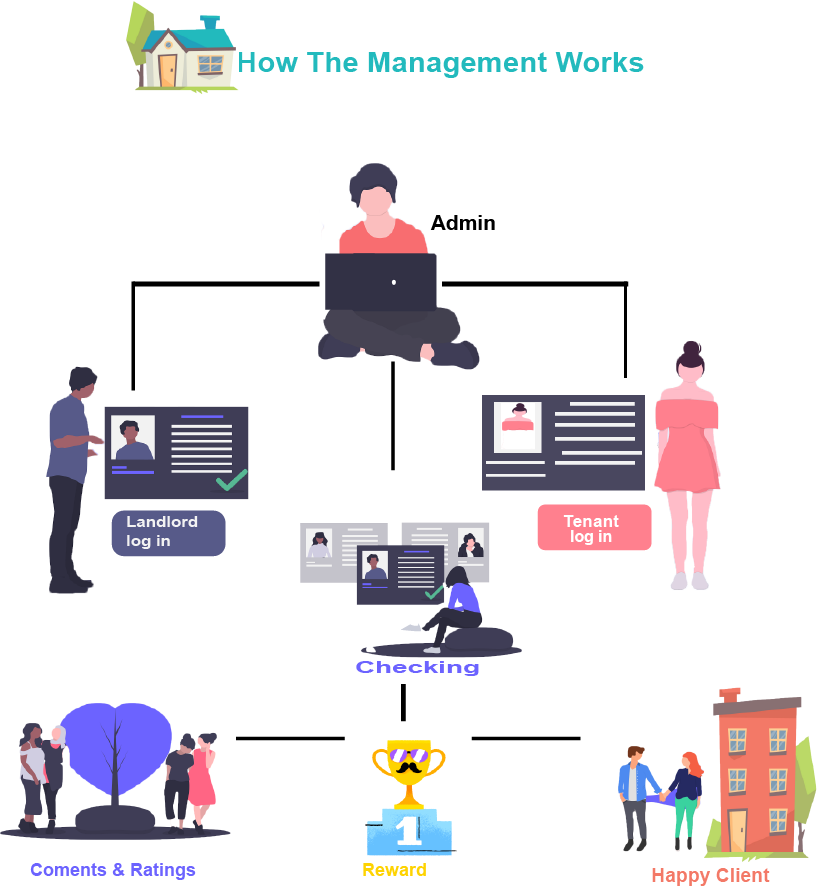 How The Management Works
Admin
Landlord
log in
Tenant
log in
Checking
1
Coments & Ratings
Reward
Happy Client